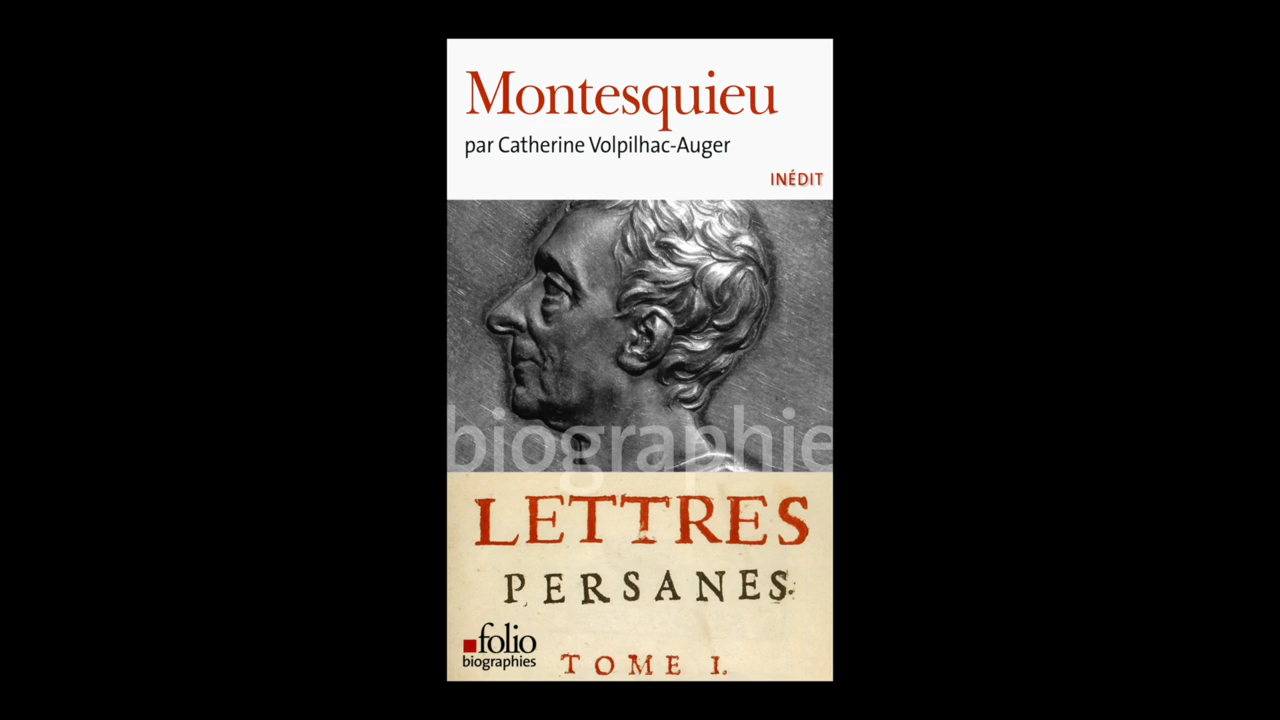 Montesquieu
par Catherine Volpilhac-Auger
INÉDIT
biographie
LETTRES
PERSANES.
TOME I.
folio
biographies